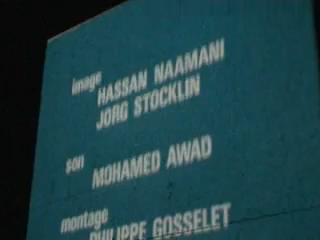 image
HASSAN NAAMANI
JORG STOCKLIN
son
MOHAMED AWAD
montage
PHILIPPE GOSSELET